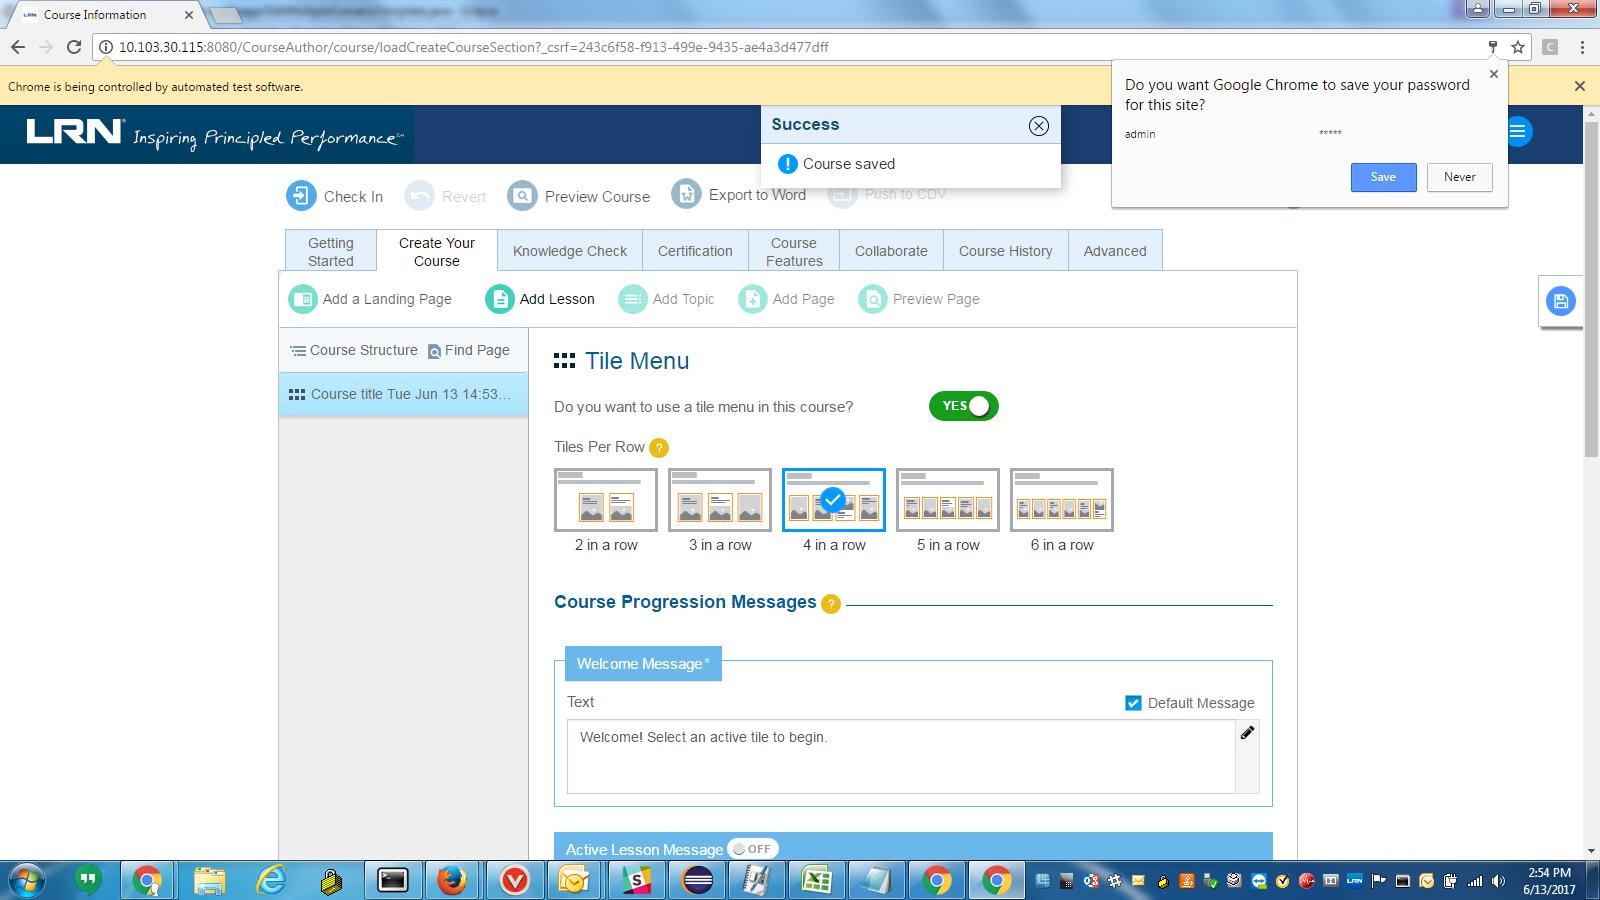 LRN Course Information
10.103.30.115:8080/CourseAuthor/course/loadCreateCourseSection?_csrf=243c6f58-f913-499e-9435-ae4a3d477dff
C
Chrome is being controlled by automated test software.
Do you want Google Chrome to save your password
for this site?
admin *****
Save Never
LRN Inspiring Principled Performance
Success
Course saved
Check In Revert Preview Course Export to Word Push to CDV
Getting Started
Create Your Course
Knowledge Check
Certification
Course Features
Collaborate
Course History
Advanced
Add a Landing Page Add Lesson Add Topic Add Page Preview Page
Course Structure Find Page
Course title Tue Jun 13 14:53...
Tile Menu
Do you want to use a tile menu in this course? YES
Tiles Per Row ?
2 in a row 3 in a row 4 in a row 5 in a row 6 in a row
Course Progression Messages ?
Welcome Message*
Text Default Message
Welcome! Select an active tile to begin.
Active Lesson Message OFF
2:54 PM
6/13/2017